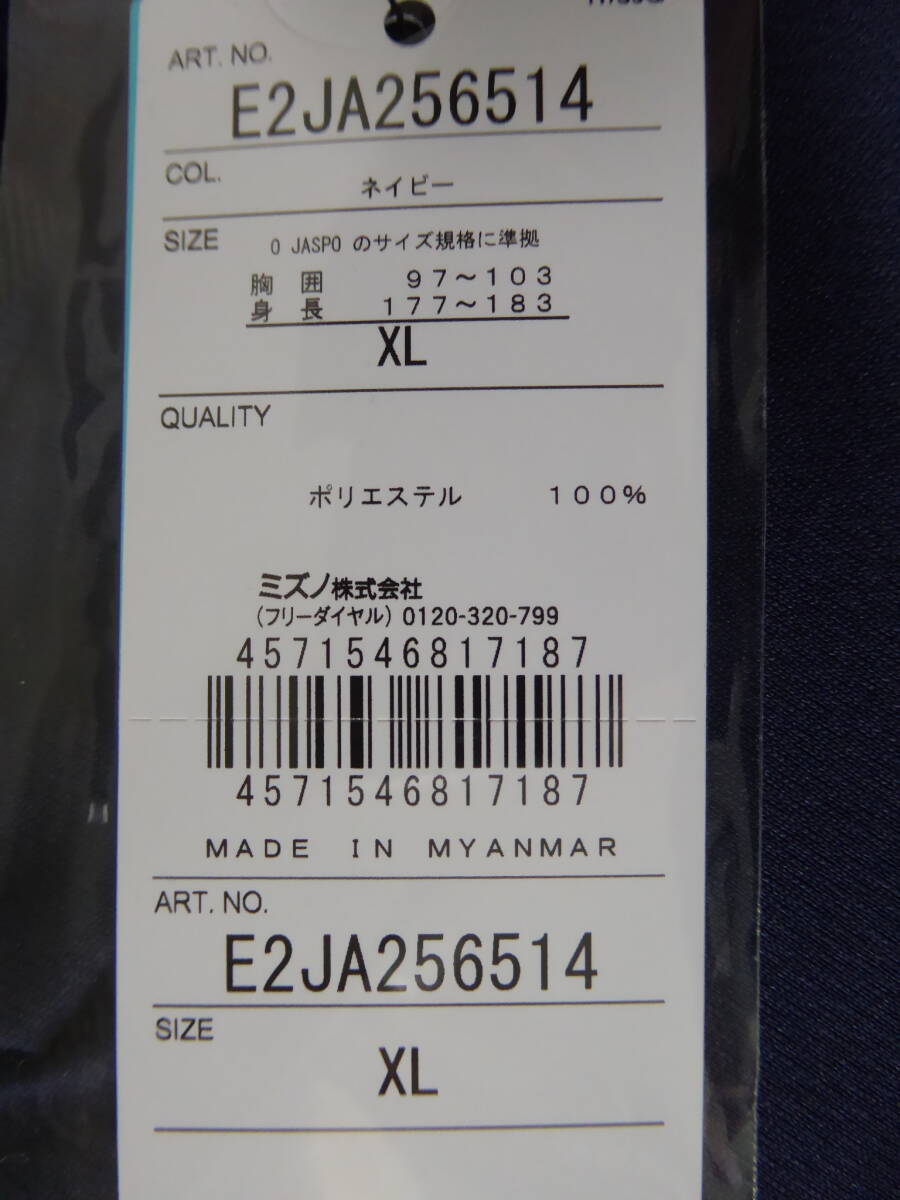 ART. NO.
E2JA256514
COL.
ネイビー
SIZE
O JASPO のサイズ規格に準拠
胸 囲 97～103
身 長 177～183
XL
QUALITY
ポリエステル 100%
ミズノ株式会社
(フリーダイヤル) 0120-320-799
4571546817187
4571546817187
MADE IN MYANMAR
ART. NO.
E2JA256514
SIZE
XL